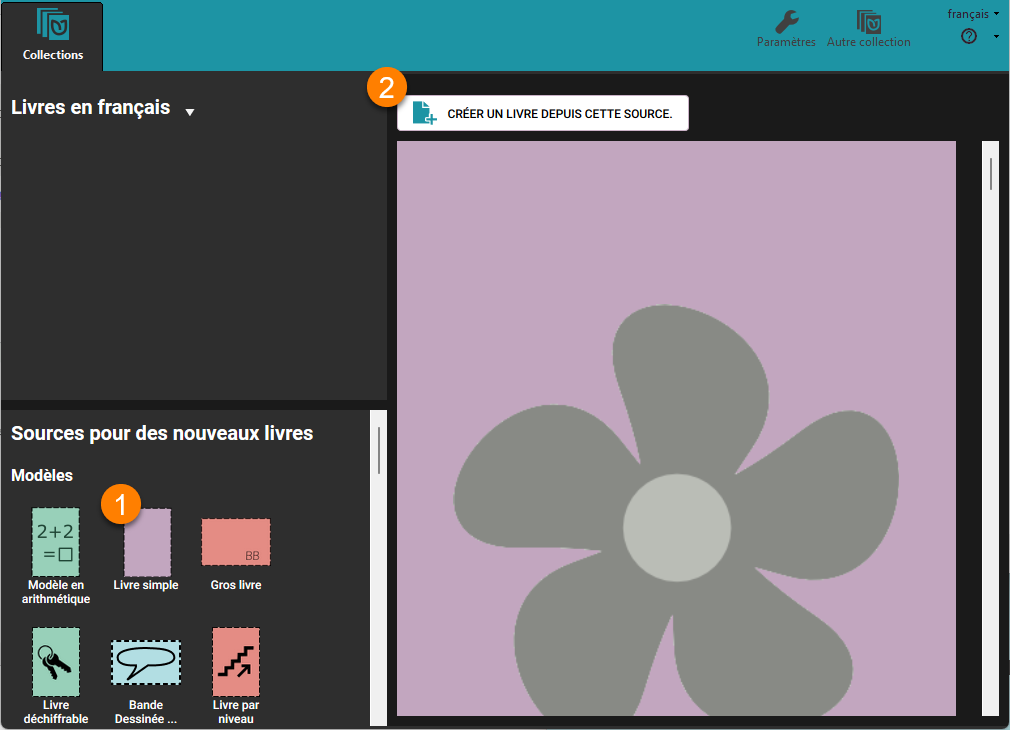 Collections
Paramètres
Autre collection
français
?
Livres en français
2
CRÉER UN LIVRE DEPUIS CETTE SOURCE.
Sources pour des nouveaux livres
Modèles
1
2+2
=
BB
Modèle en
arithmétique
Livre simple
Gros livre
Livre
déchiffrable
Bande
Dessinée ...
Livre par
niveau